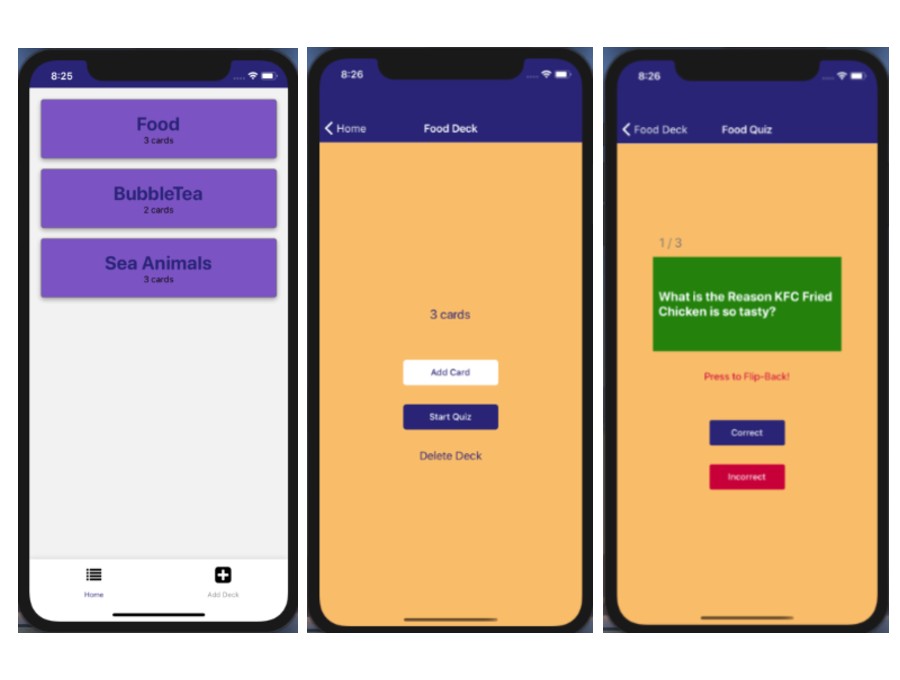 8:25
Food
3 cards
BubbleTea
2 cards
Sea Animals
3 cards
Home
Add Deck
8:26
Home
Food Deck
3 cards
Add Card
Start Quiz
Delete Deck
8:26
Food Deck
Food Quiz
1 / 3
What is the Reason KFC Fried
Chicken is so tasty?
Press to Flip-Back!
Correct
Incorrect